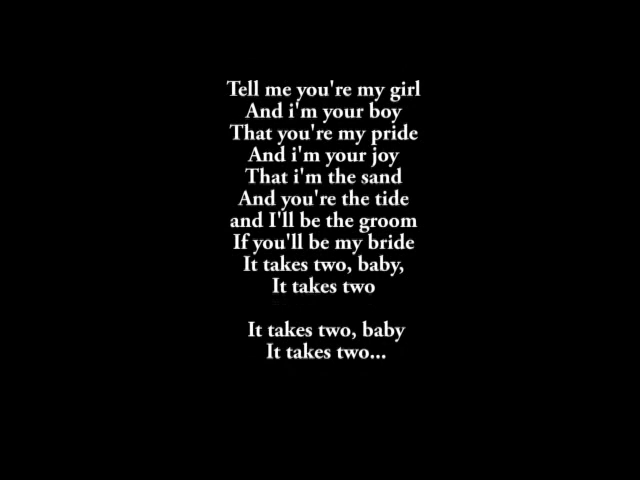 Tell me you're my girl
And i'm your boy
That you're my pride
And i'm your joy
That i'm the sand
And you're the tide
and I'll be the groom
If you'll be my bride
It takes two, baby,
It takes two
It takes two, baby
It takes two...